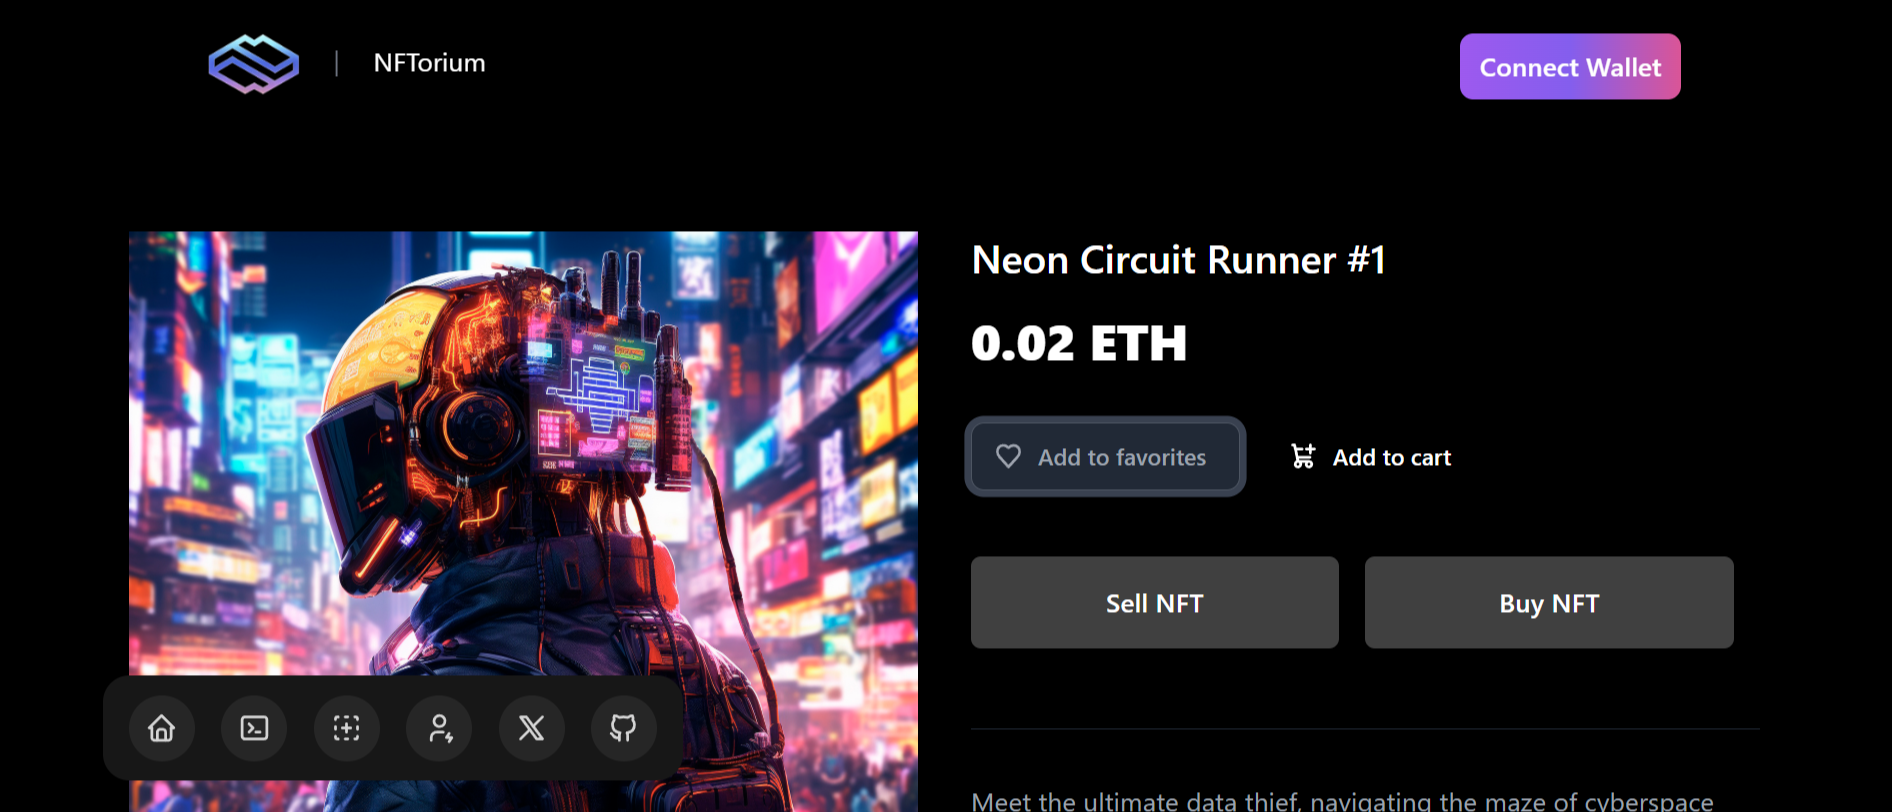 NFTorium
Connect Wallet
Neon Circuit Runner #1
0.02 ETH
Add to favorites
Add to cart
Sell NFT
Buy NFT
Meet the ultimate data thief, navigating the maze of cyberspace